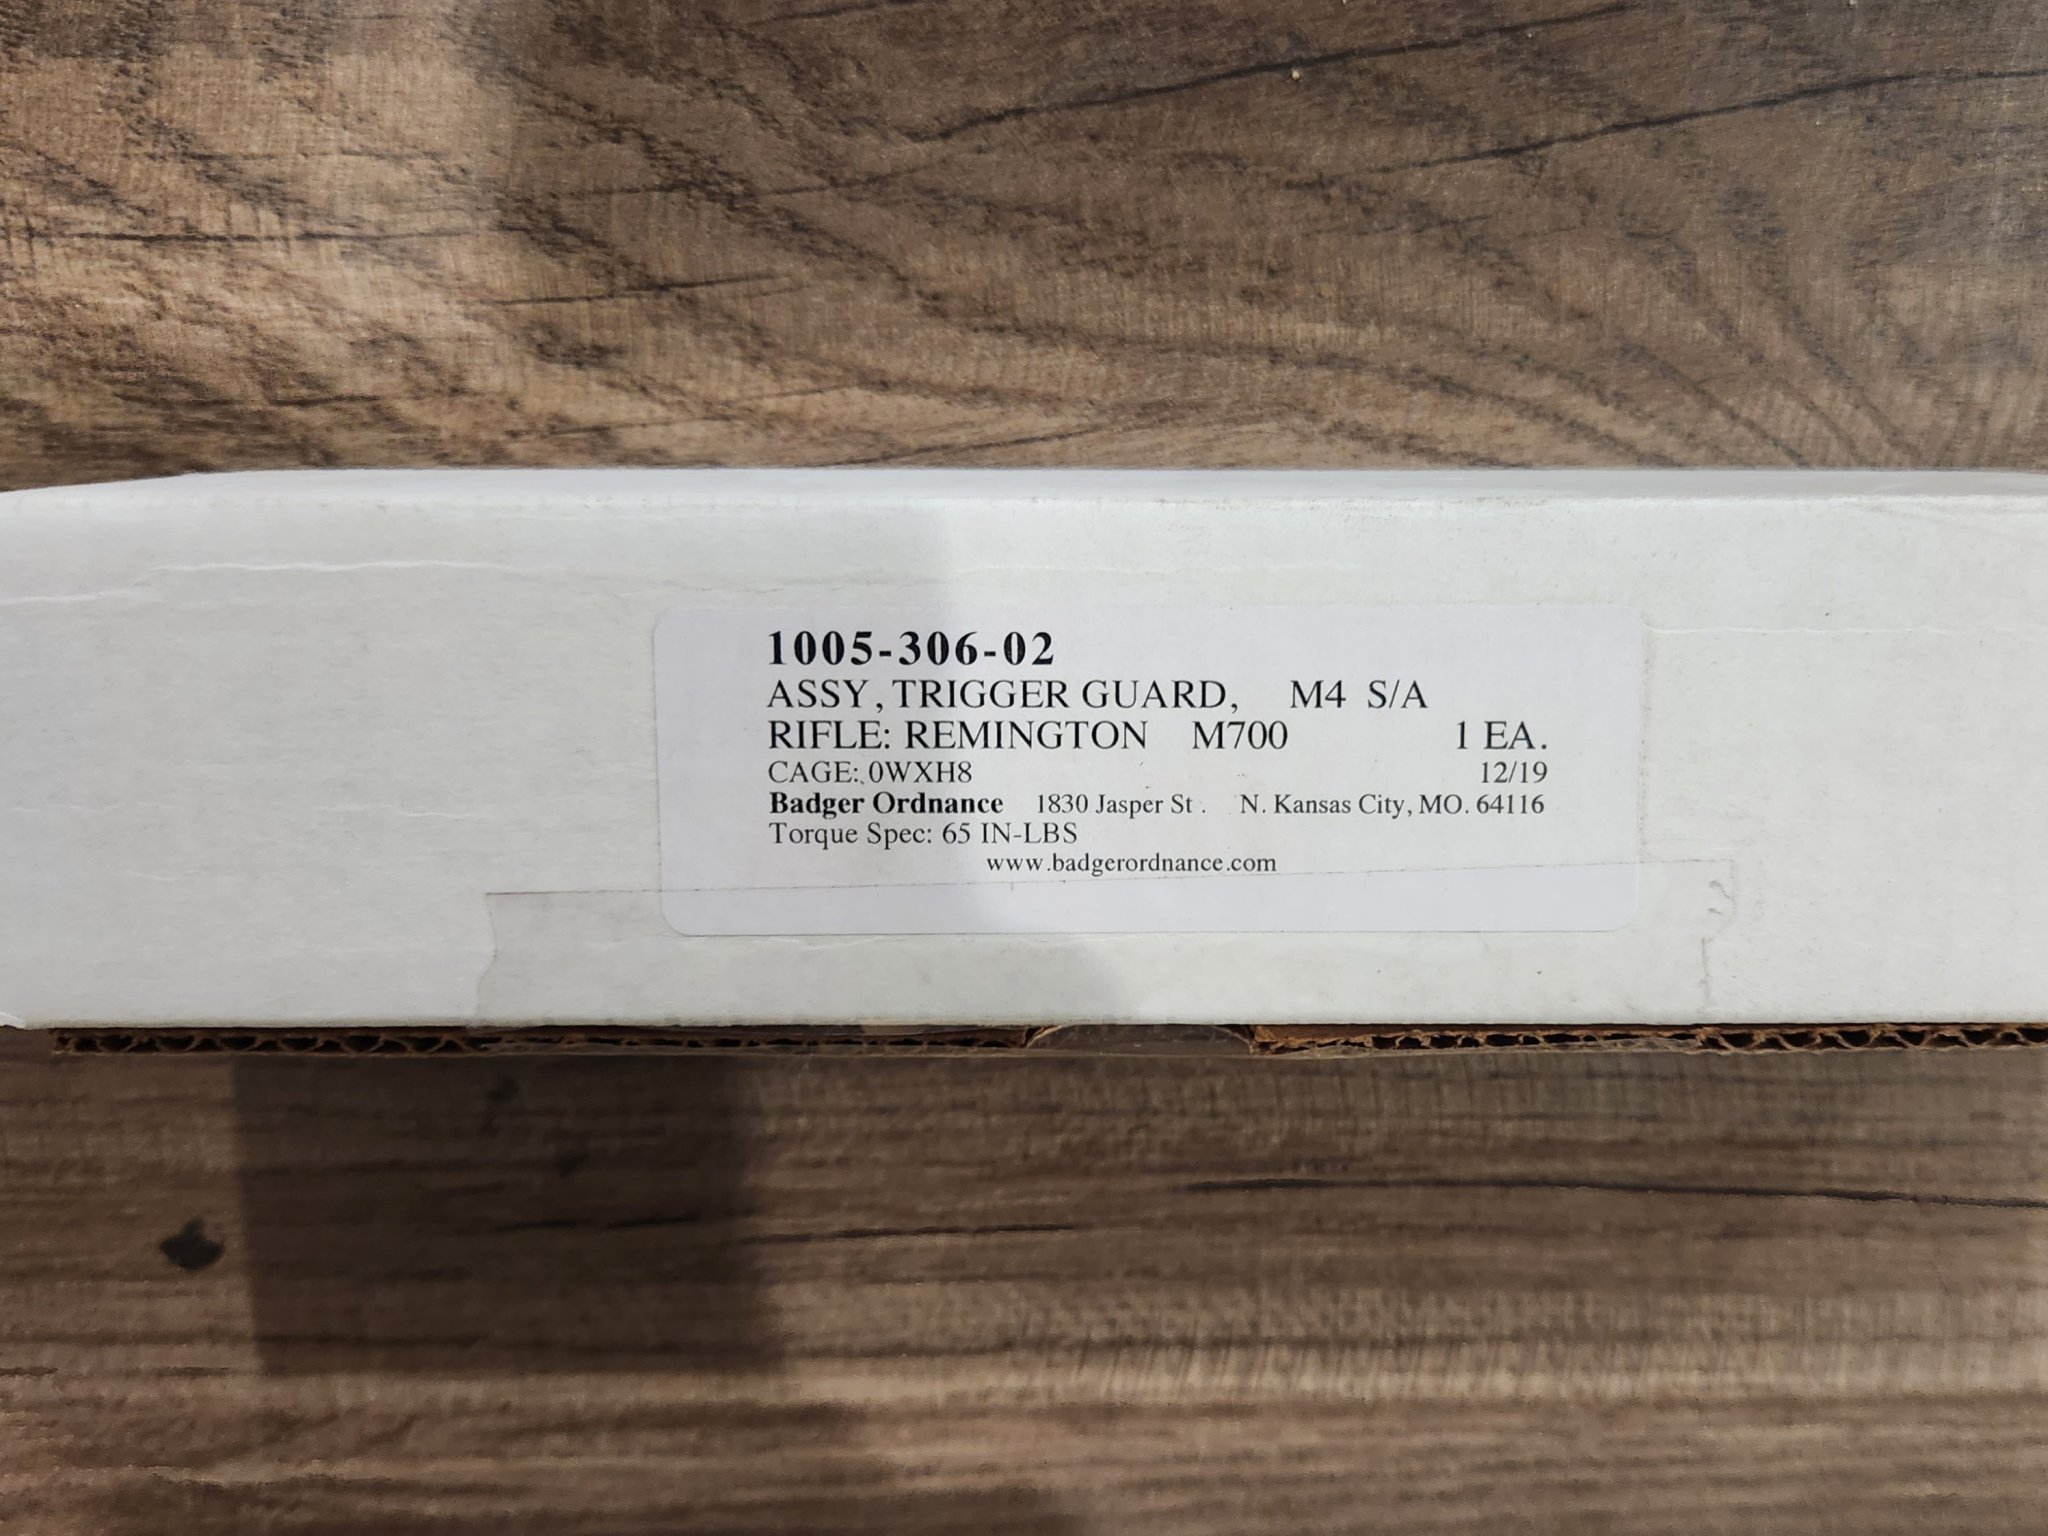 1005-306-02
ASSY, TRIGGER GUARD, M4 S/A
RIFLE: REMINGTON M700 1 EA.
CAGE: 0WXH8 12/19
Badger Ordnance 1830 Jasper St. N. Kansas City, MO. 64116
Torque Spec: 65 IN-LBS
www.badgerordnance.com